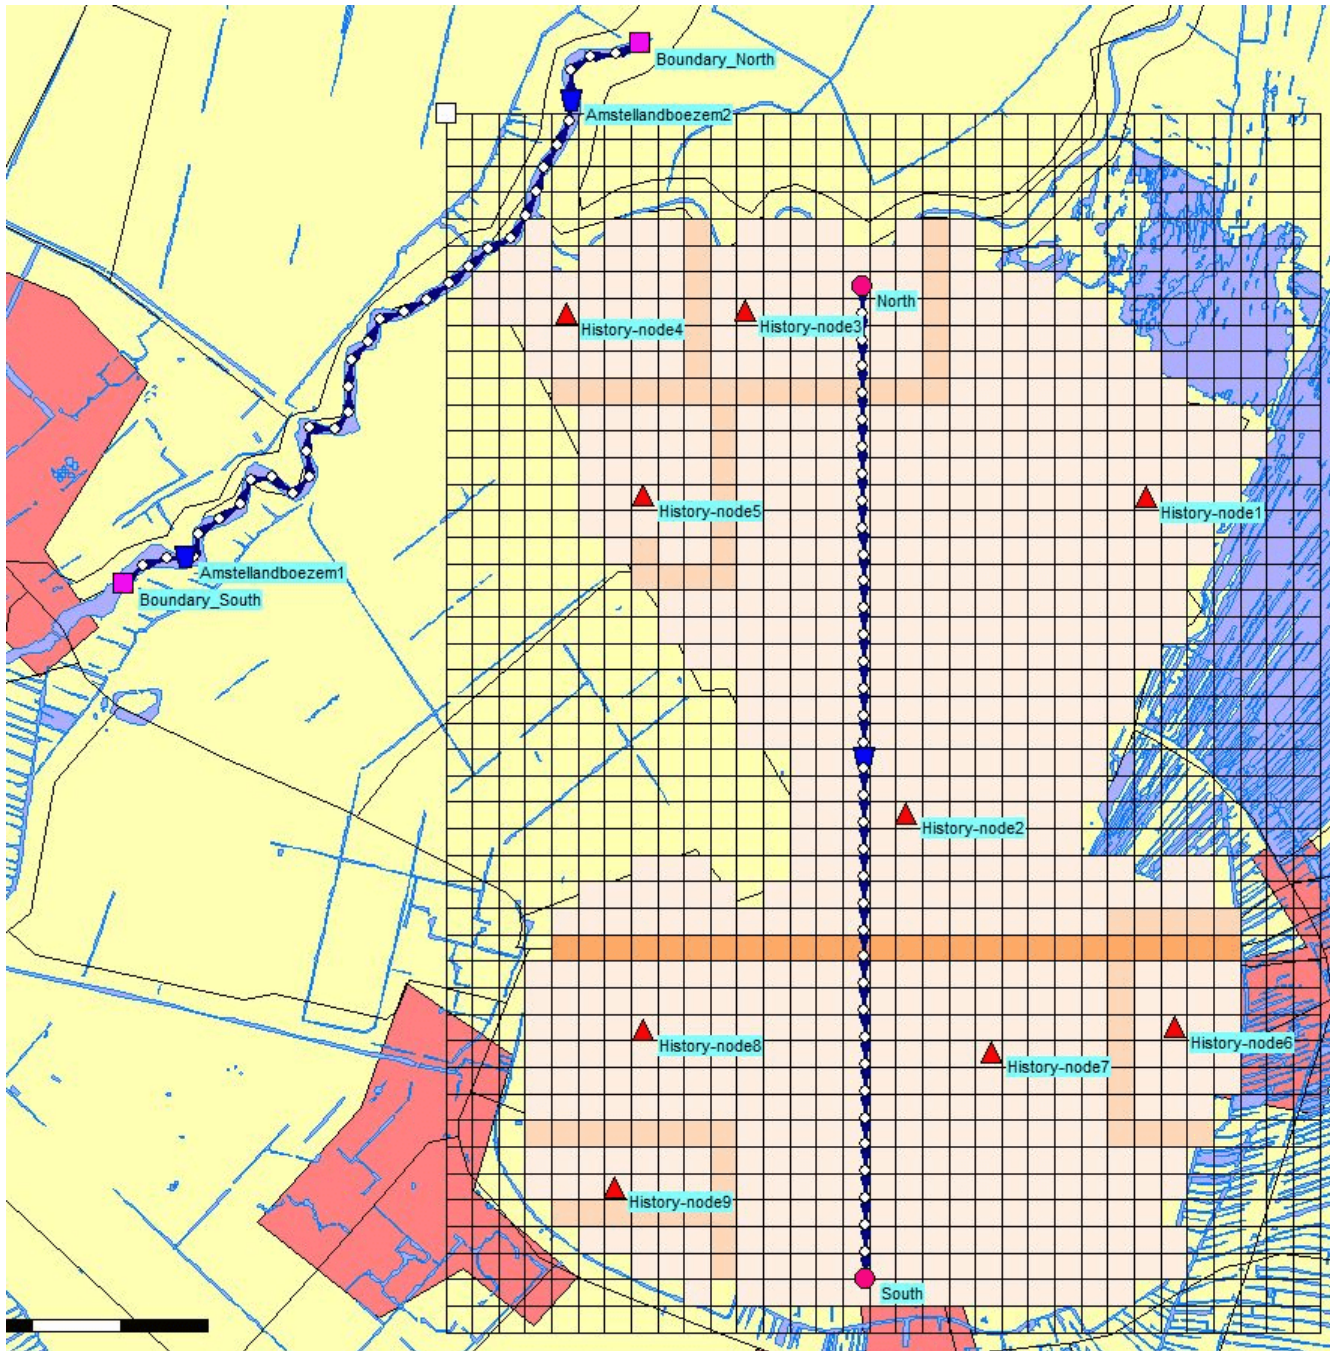 Boundary_North
Amstellandboezem2
North
History-node4
History-node3
History-node5
History-node1
Amstellandboezem1
Boundary_South
History-node2
History-node8
History-node6
History-node7
History-node9
South